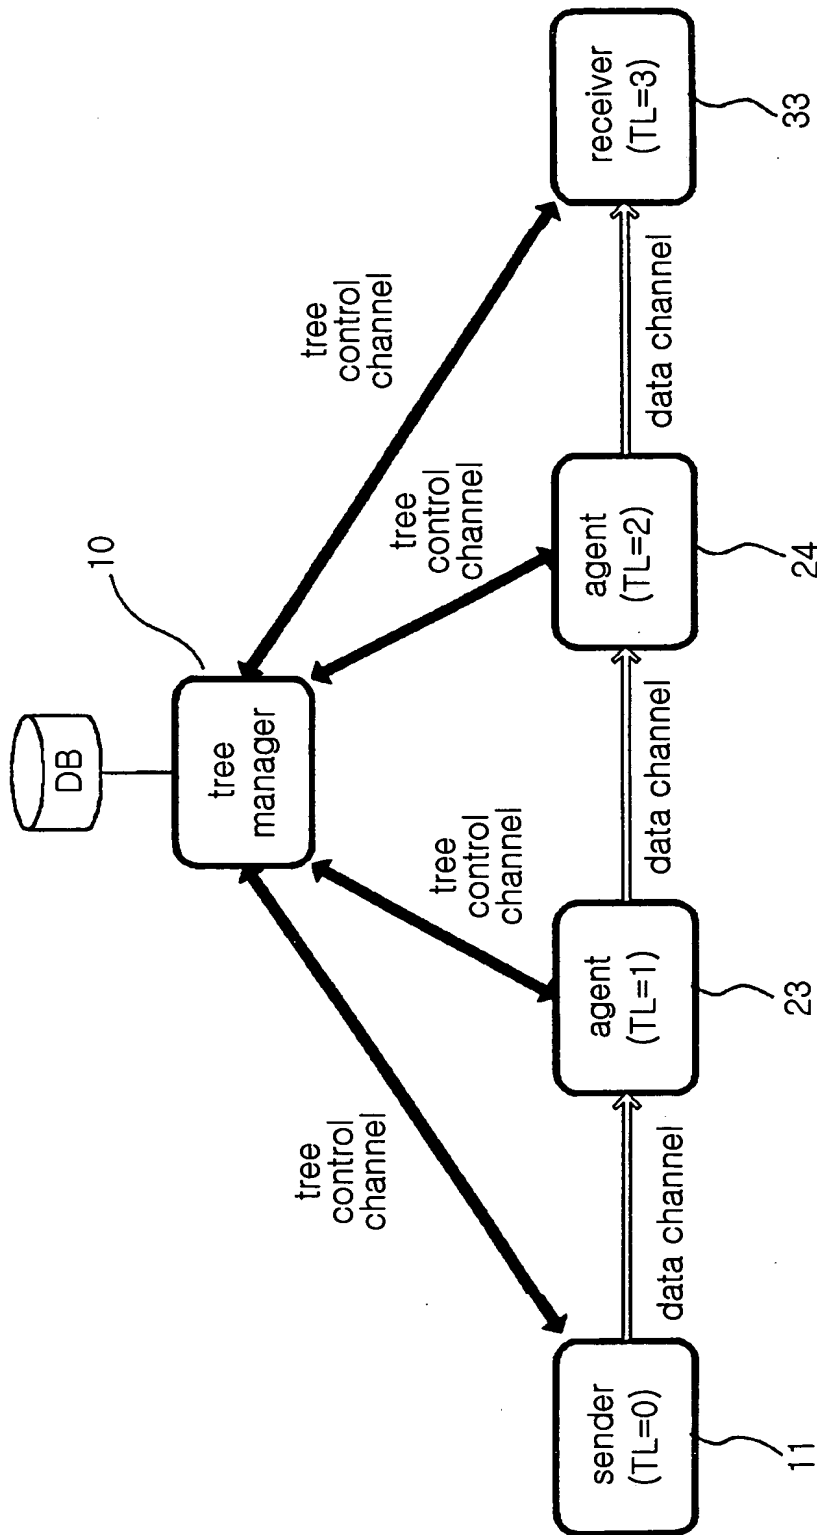 DB
10
tree
manager
tree
control
channel
tree
control
channel
tree
control
channel
tree
control
channel
sender
(TL=0)
data channel
agent
(TL=1)
data channel
agent
(TL=2)
data channel
receiver
(TL=3)
11
23
24
33